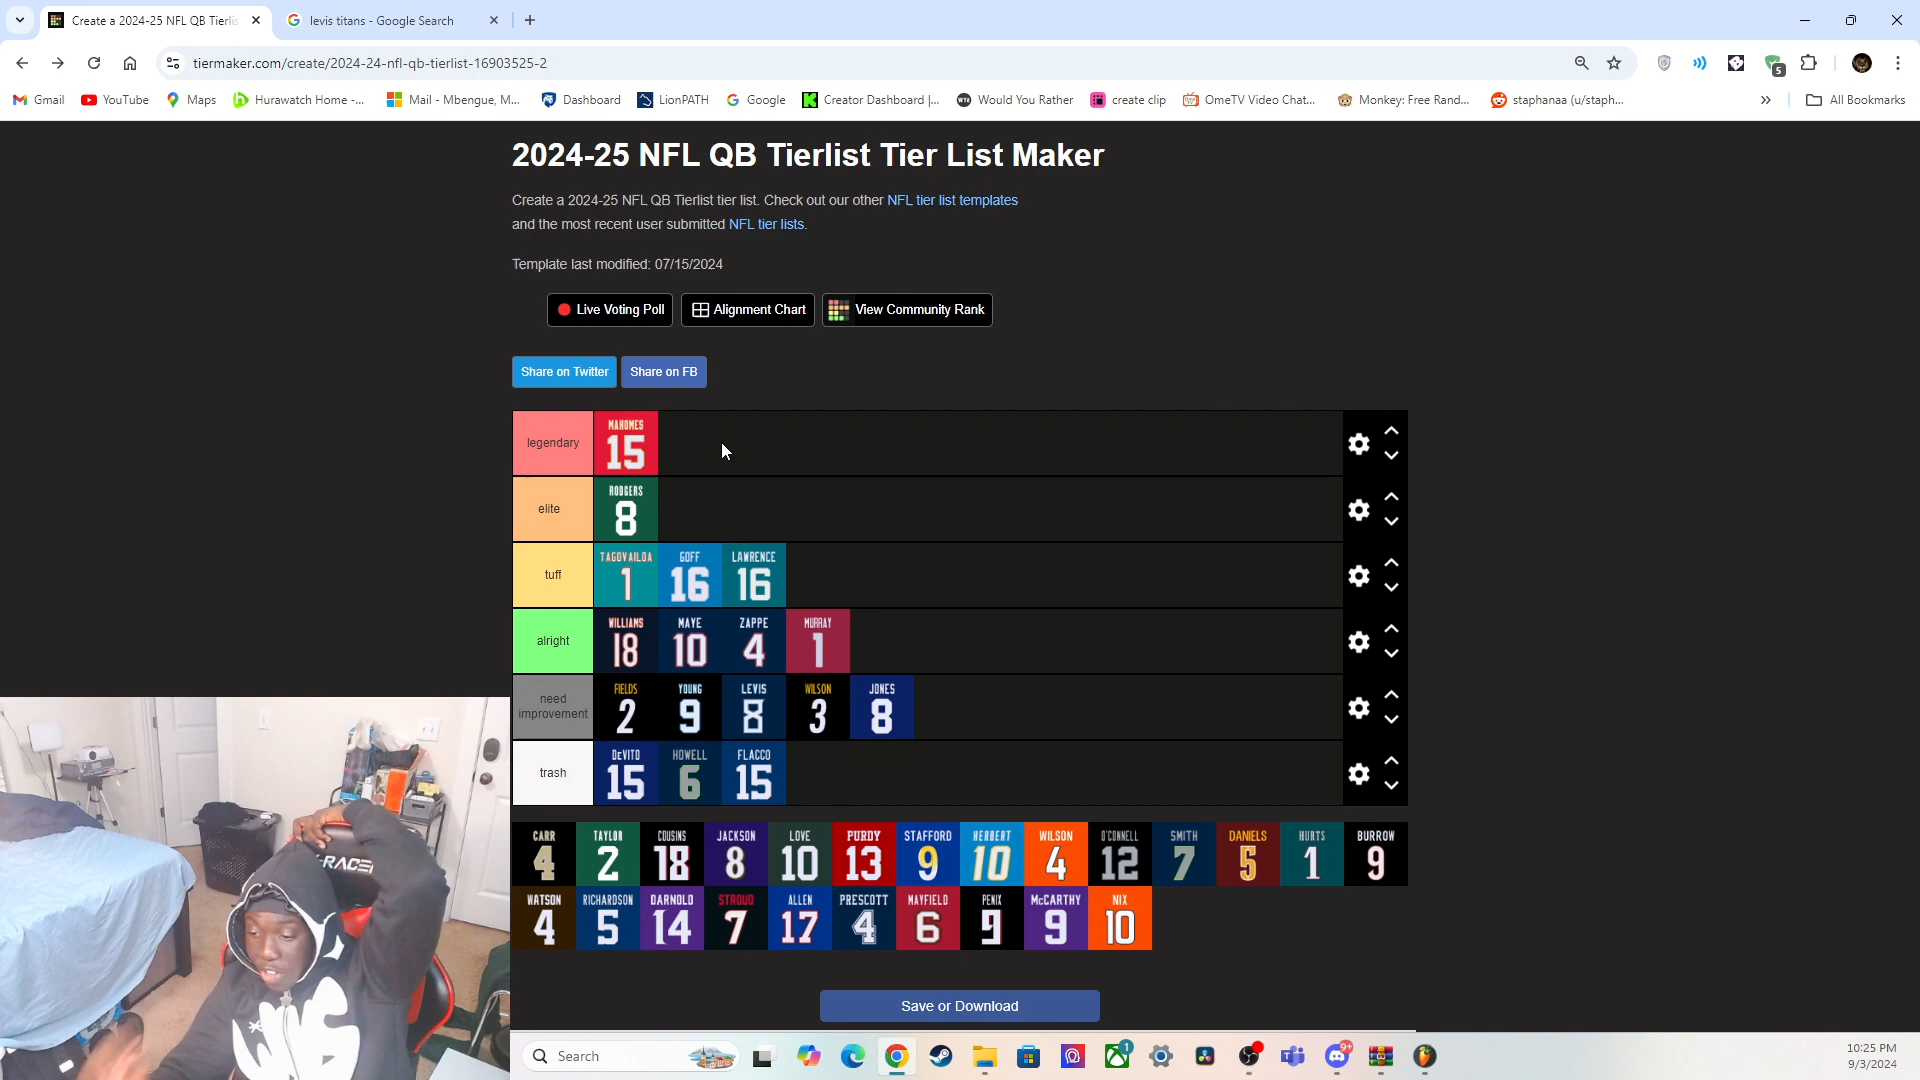 Create a 2024-25 NFL QB Tierlis
levis titans - Google Search
tiermaker.com/create/2024-24-nfl-qb-tierlist-16903525-2
5
Gmail
YouTube
Maps
Hurawatch Home -...
Mail - Mbengue, M...
Dashboard
LionPATH
Google
Creator Dashboard |...
Would You Rather
create clip
OmeTV Video Chat...
Monkey: Free Rand...
staphanaa (u/staph...
»
All Bookmarks
2024-25 NFL QB Tierlist Tier List Maker
Create a 2024-25 NFL QB Tierlist tier list. Check out our other NFL tier list templates
and the most recent user submitted NFL tier lists.
Template last modified: 07/15/2024
Live Voting Poll
Alignment Chart
View Community Rank
Share on Twitter
Share on FB
legendary
MAHOMES
15
elite
RODGERS
8
tuff
TAGOVAILOA GOFF LAWRENCE
1 16 16
alright
WILLIAMS MAYE ZAPPE MURRAY
18 10 4 1
need
improvement
FIELDS YOUNG LEVIS WILSON JONES
2 9 8 3 8
trash
DeVITO HOWELL FLACCO
15 6 15
CARR TAYLOR COUSINS JACKSON LOVE PURDY STAFFORD HERBERT WILSON O'CONNELL SMITH DANIELS HURTS BURROW
4 2 18 8 10 13 9 10 4 12 7 5 1 9
WATSON RICHARDSON DARNOLD STROUD ALLEN PRESCOTT MAYFIELD PENIX McCARTHY NIX
4 5 14 7 17 4 6 9 9 10
Save or Download
X-RACER
Search
1
9+
10:25 PM
9/3/2024